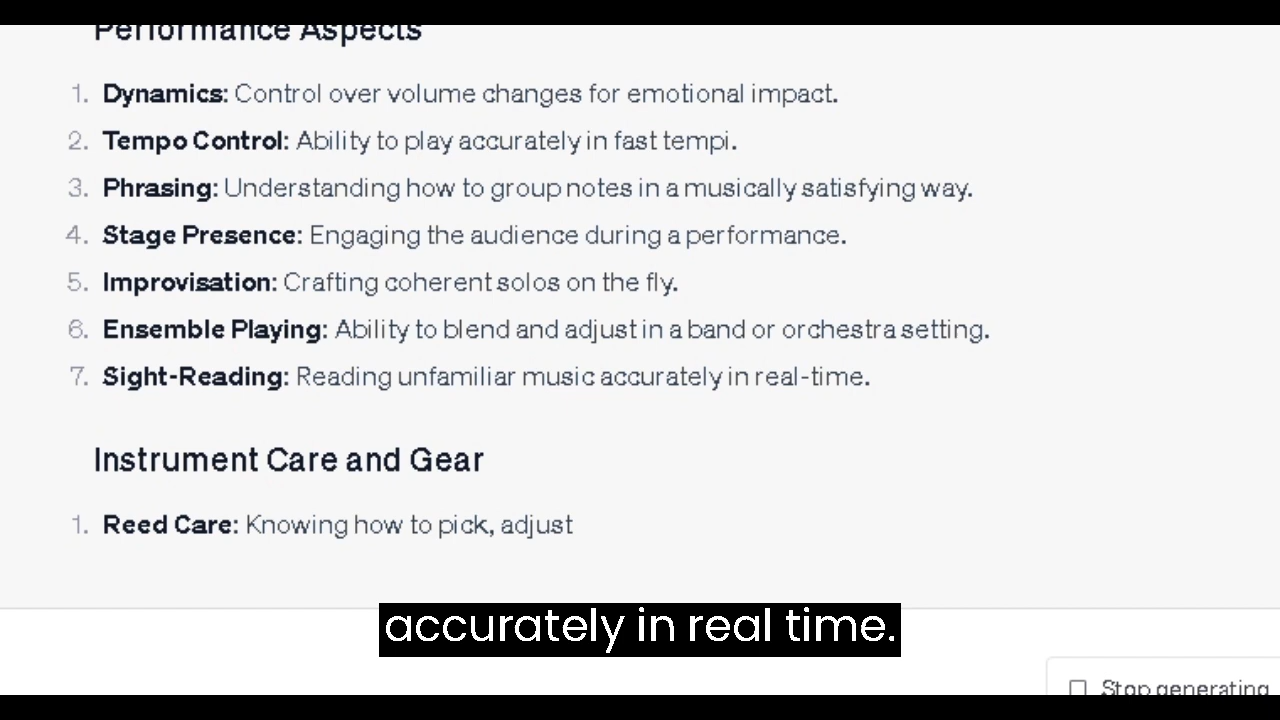 Performance Aspects
1. Dynamics: Control over volume changes for emotional impact.
2. Tempo Control: Ability to play accurately in fast tempi.
3. Phrasing: Understanding how to group notes in a musically satisfying way.
4. Stage Presence: Engaging the audience during a performance.
5. Improvisation: Crafting coherent solos on the fly.
6. Ensemble Playing: Ability to blend and adjust in a band or orchestra setting.
7. Sight-Reading: Reading unfamiliar music accurately in real-time.
Instrument Care and Gear
1. Reed Care: Knowing how to pick, adjust
accurately in real time.
Stop generating